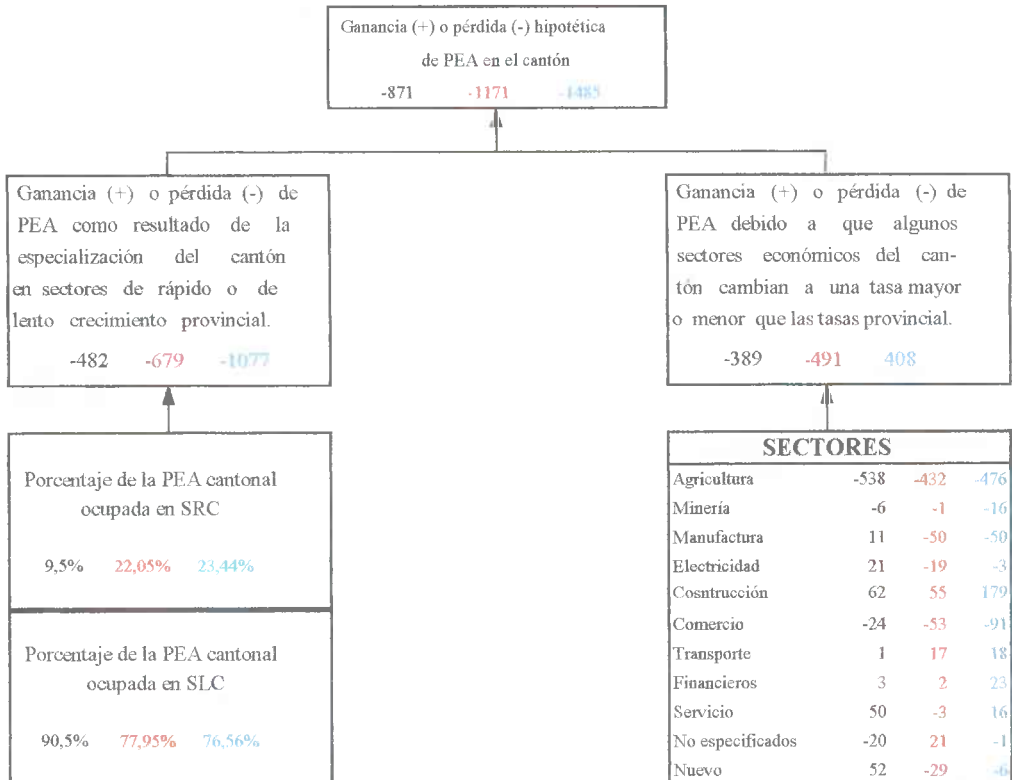 Ganancia (+) o pérdida (-) hipotética
de PEA en el cantón
-871 -1171 -1485
Ganancia (+) o pérdida (-) de
PEA como resultado de la
especialización del cantón
en sectores de rápido o de
lento crecimiento provincial.
-482 -679 -1077
Ganancia (+) o pérdida (-) de
PEA debido a que algunos
sectores económicos del can-
tón cambian a una tasa mayor
o menor que las tasas provincial.
-389 -491 408
Porcentaje de la PEA cantonal
ocupada en SRC
9,5% 22,05% 23,44%
Porcentaje de la PEA cantonal
ocupada en SLC
90,5% 77,95% 76,56%
SECTORES
Agricultura -538 -432 -476
Minería -6 -1 -16
Manufactura 11 -50 -50
Electricidad 21 -19 -3
Cosntrucción 62 55 179
Comercio -24 -53 -91
Transporte 1 17 18
Financieros 3 2 23
Servicio 50 -3 16
No especificados -20 21 -1
Nuevo 52 -29 -6